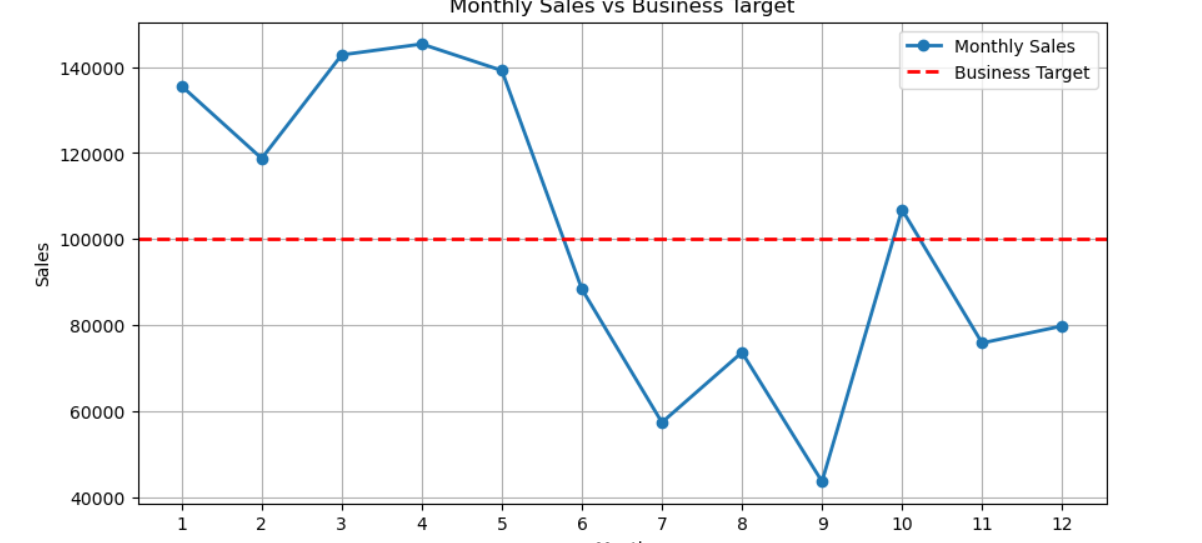 Monthly Sales vs Business Target
Monthly Sales
Business Target
140000
120000
100000
80000
60000
40000
Sales
1 2 3 4 5 6 7 8 9 10 11 12